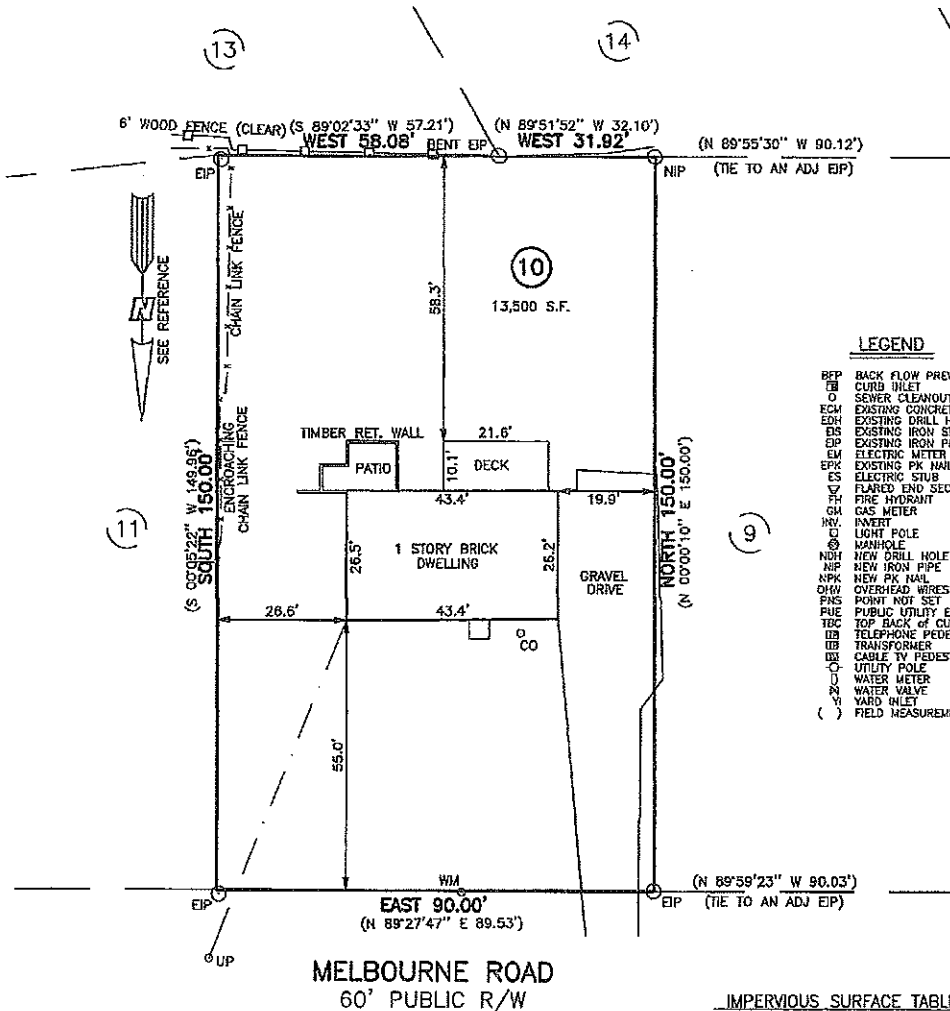 13
14
6' WOOD FENCE (CLEAR)
(S 89°02'33" W 57.21')
WEST 58.08'
BENT EIP
(N 89°51'52" W 32.10')
WEST 31.92'
(N 89°55'30" W 90.12')
(TIE TO AN ADJ EIP)
EIP
NIP
N
SEE REFERENCE
CHAIN LINK FENCE
ENCROACHING
CHAIN LINK FENCE
58.3'
10
13,500 S.F.
LEGEND
BFP BACK FLOW PREV
CURB INLET
O SEWER CLEANOUT
ECM EXISTING CONCRET
EDH EXISTING DRILL H
EIS EXISTING IRON S
EIP EXISTING IRON P
EM ELECTRIC METER
EPK EXISTING PK NAIL
ES ELECTRIC STUB
FLARED END SEC
FH FIRE HYDRANT
GM GAS METER
INV. INVERT
LIGHT POLE
MANHOLE
NDH NEW DRILL HOLE
NIP NEW IRON PIPE
NPK NEW PK NAIL
OHW OVERHEAD WIRES
PNS POINT NOT SET
PUE PUBLIC UTILITY E
TBC TOP BACK of CU
TELEPHONE PEDE
TRANSFORMER
CABLE TV PEDES
UTILITY POLE
WATER METER
WATER VALVE
YI YARD INLET
( ) FIELD MEASUREME
TIMBER RET. WALL
PATIO
21.6'
10.1'
DECK
43.4'
19.9'
11
SOUTH 150.00'
26.5'
1 STORY BRICK
DWELLING
26.2'
GRAVEL
DRIVE
NORTH 150.00'
(N 00°00'10" E 150.00')
9
26.6'
43.4'
CO
55.0'
WM
EIP
EAST 90.00'
(N 89°27'47" E 89.53')
EIP
(N 89°59'23" W 90.03')
(TIE TO AN ADJ EIP)
UP
MELBOURNE ROAD
60' PUBLIC R/W
IMPERVIOUS SURFACE TABL